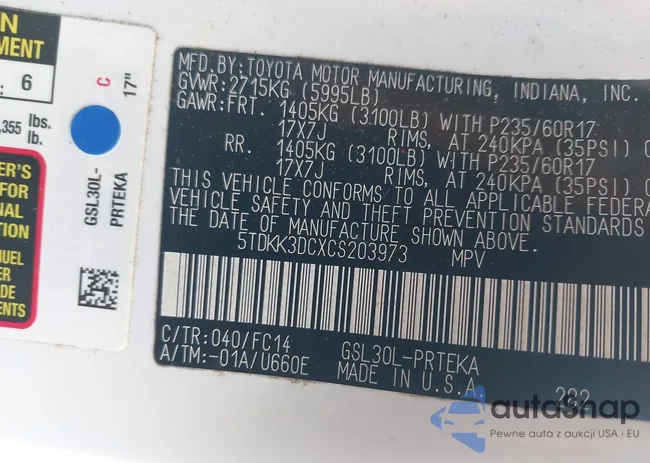 N
EMENT
: 6
,355 lbs.
lb.
ER'S
FOR
NAL
TION
UEL
ER
DE
ENTS
C
17"
GSL30L-
PRTEKA
MFD.BY:TOYOTA MOTOR MANUFACTURING, INDIANA, INC.
GVWR: 2715KG (5995LB)
GAWR:FRT. 1405KG (3100LB) WITH P235/60R17
17X7J RIMS, AT 240KPA (35PSI) C
RR. 1405KG (3100LB) WITH P235/60R17
17X7J RIMS, AT 240KPA (35PSI)
THIS VEHICLE CONFORMS TO ALL APPLICABLE FEDERA
VEHICLE SAFETY AND THEFT PREVENTION STANDARDS
THE DATE OF MANUFACTURE SHOWN ABOVE.
5TDKK3DCXCS203973 MPV
C/TR:040/FC14 GSL30L-PRTEKA
A/TM:-01A/U660E MADE IN U.S.A
2G2
autosnap
Pewne auta z aukcji USA i EU